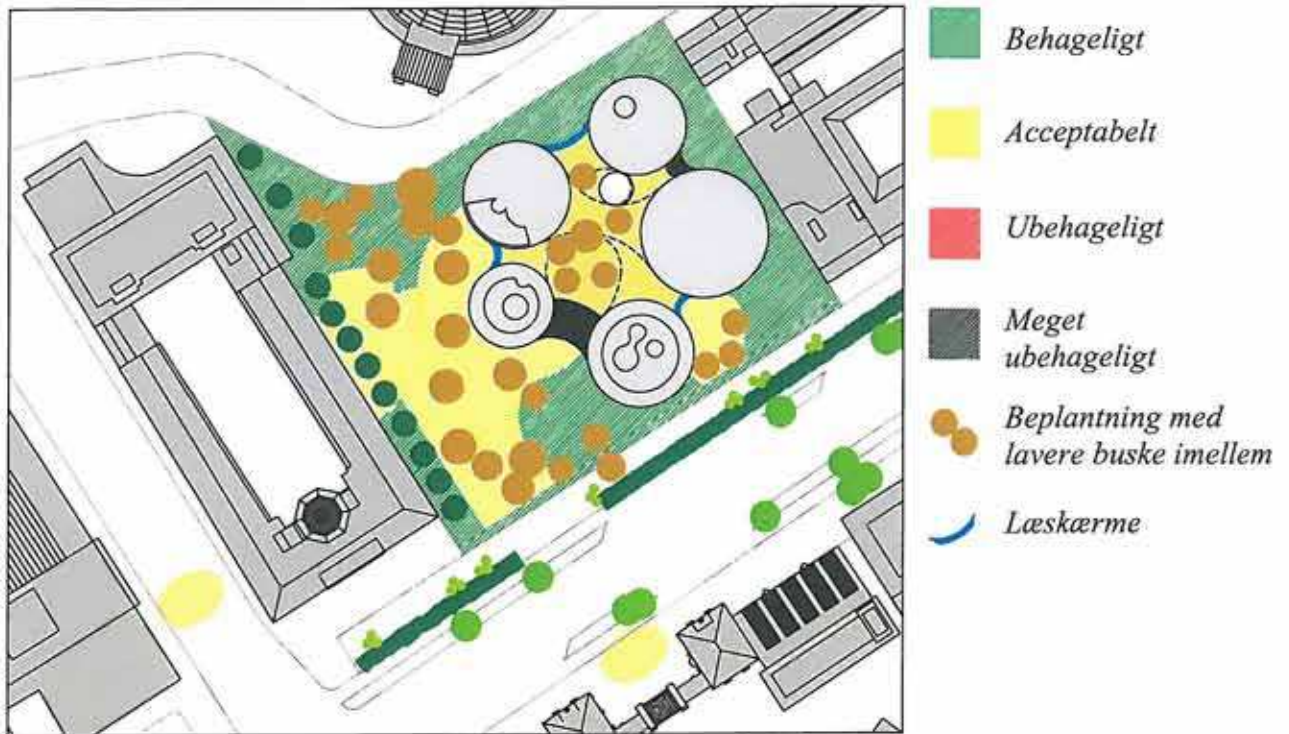 Behageligt
Acceptabelt
Ubehageligt
Meget
ubehageligt
Beplantning med
lavere buske imellem
Læskærme